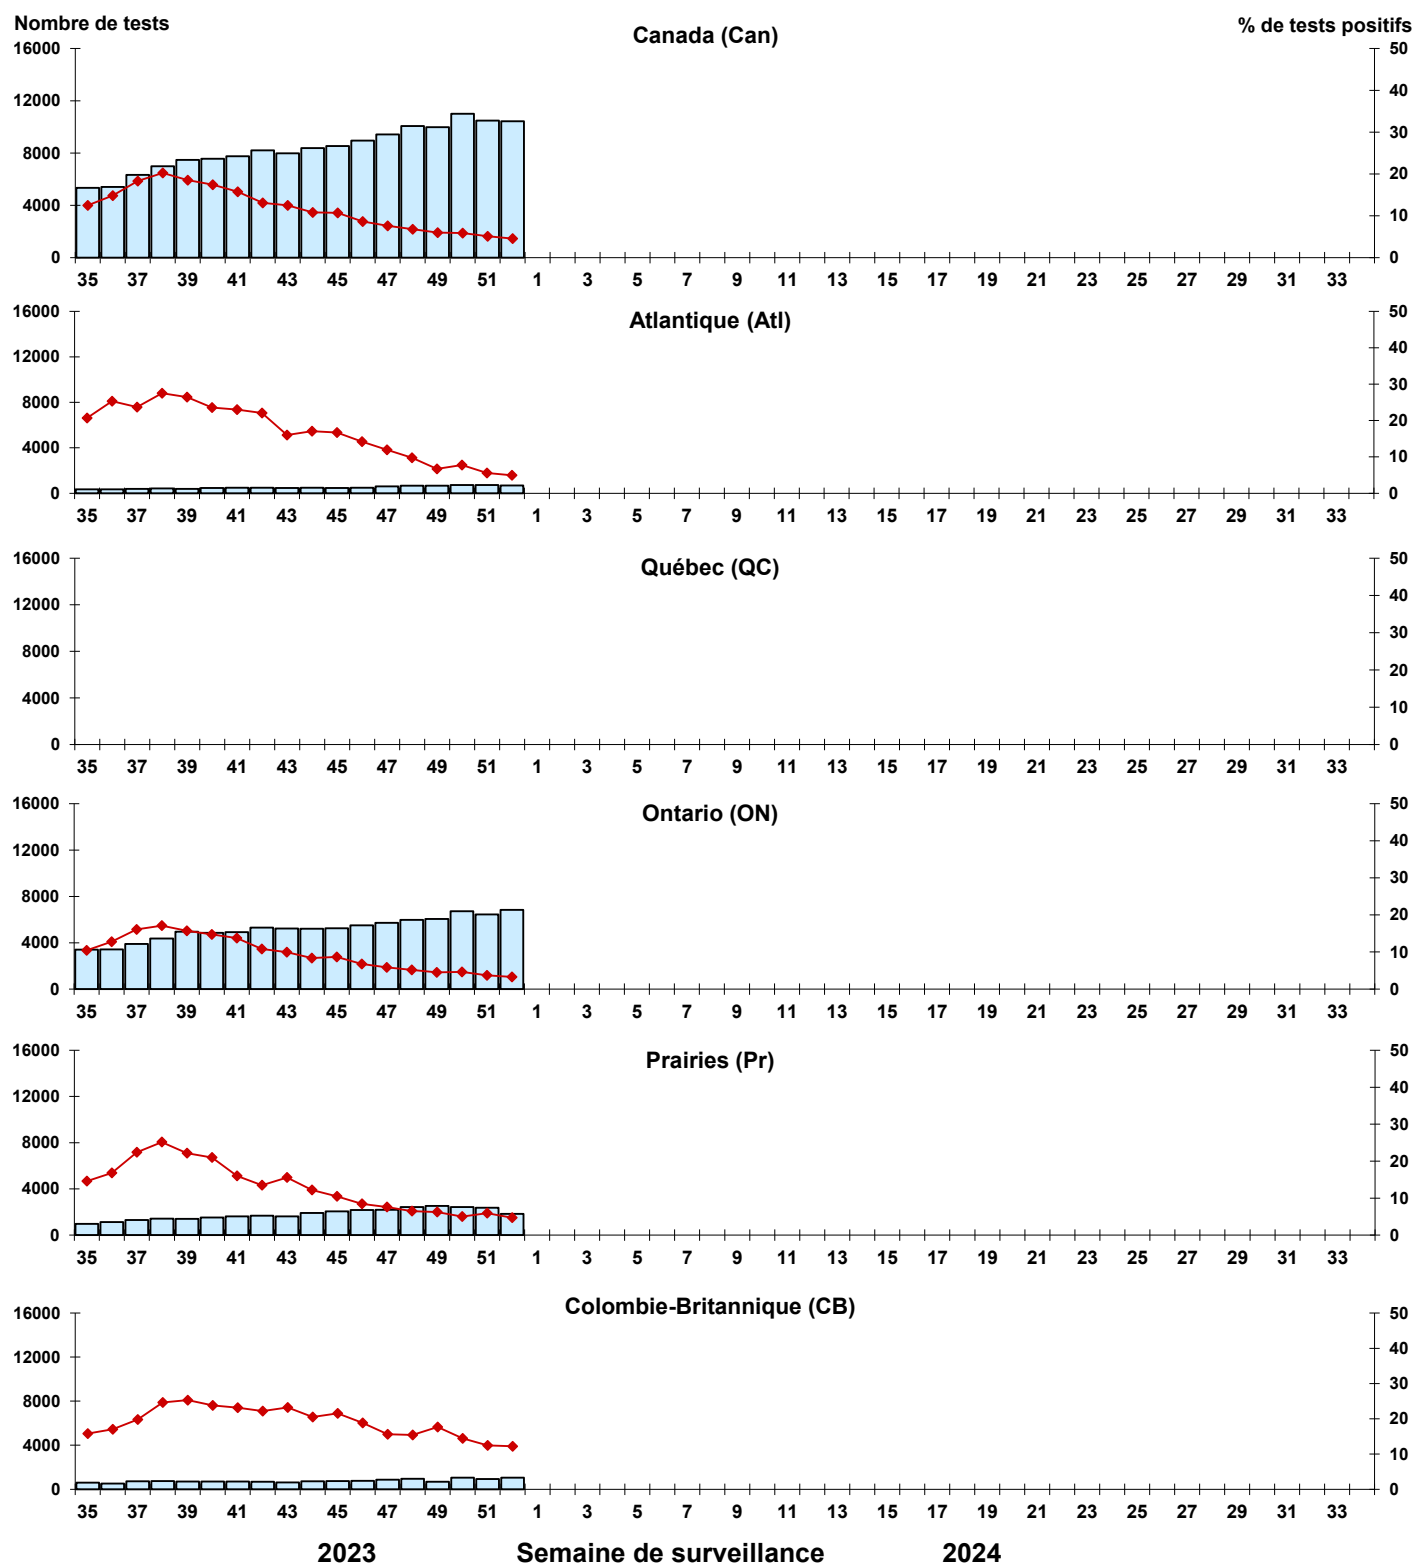 Nombre de tests
Canada (Can)
% de tests positifs
16000 50
12000 40
30
8000 20
4000 10
0 0
35 37 39 41 43 45 47 49 51 1 3 5 7 9 11 13 15 17 19 21 23 25 27 29 31 33
Atlantique (Atl)
16000 50
12000 40
30
8000 20
4000 10
0 0
35 37 39 41 43 45 47 49 51 1 3 5 7 9 11 13 15 17 19 21 23 25 27 29 31 33
Québec (QC)
16000 50
12000 40
30
8000 20
4000 10
0 0
35 37 39 41 43 45 47 49 51 1 3 5 7 9 11 13 15 17 19 21 23 25 27 29 31 33
Ontario (ON)
16000 50
12000 40
30
8000 20
4000 10
0 0
35 37 39 41 43 45 47 49 51 1 3 5 7 9 11 13 15 17 19 21 23 25 27 29 31 33
Prairies (Pr)
16000 50
12000 40
30
8000 20
4000 10
0 0
35 37 39 41 43 45 47 49 51 1 3 5 7 9 11 13 15 17 19 21 23 25 27 29 31 33
Colombie-Britannique (CB)
16000 50
12000 40
30
8000 20
4000 10
0 0
35 37 39 41 43 45 47 49 51 1 3 5 7 9 11 13 15 17 19 21 23 25 27 29 31 33
2023 Semaine de surveillance 2024